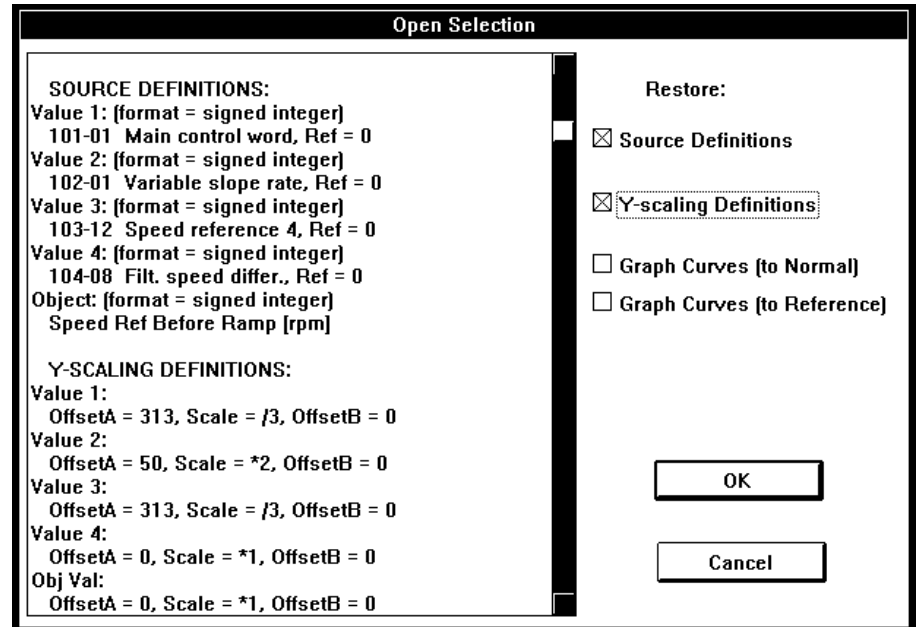 Open Selection
SOURCE DEFINITIONS:
Value 1: (format = signed integer)
101-01 Main control word, Ref = 0
Value 2: (format = signed integer)
102-01 Variable slope rate, Ref = 0
Value 3: (format = signed integer)
103-12 Speed reference 4, Ref = 0
Value 4: (format = signed integer)
104-08 Filt. speed differ., Ref = 0
Object: (format = signed integer)
Speed Ref Before Ramp [rpm]
Y-SCALING DEFINITIONS:
Value 1:
OffsetA = 313, Scale = /3, OffsetB = 0
Value 2:
OffsetA = 50, Scale = *2, OffsetB = 0
Value 3:
OffsetA = 313, Scale = /3, OffsetB = 0
Value 4:
OffsetA = 0, Scale = *1, OffsetB = 0
Obj Val:
OffsetA = 0, Scale = *1, OffsetB = 0
Restore:
Source Definitions
Y-scaling Definitions
Graph Curves (to Normal)
Graph Curves (to Reference)
OK
Cancel